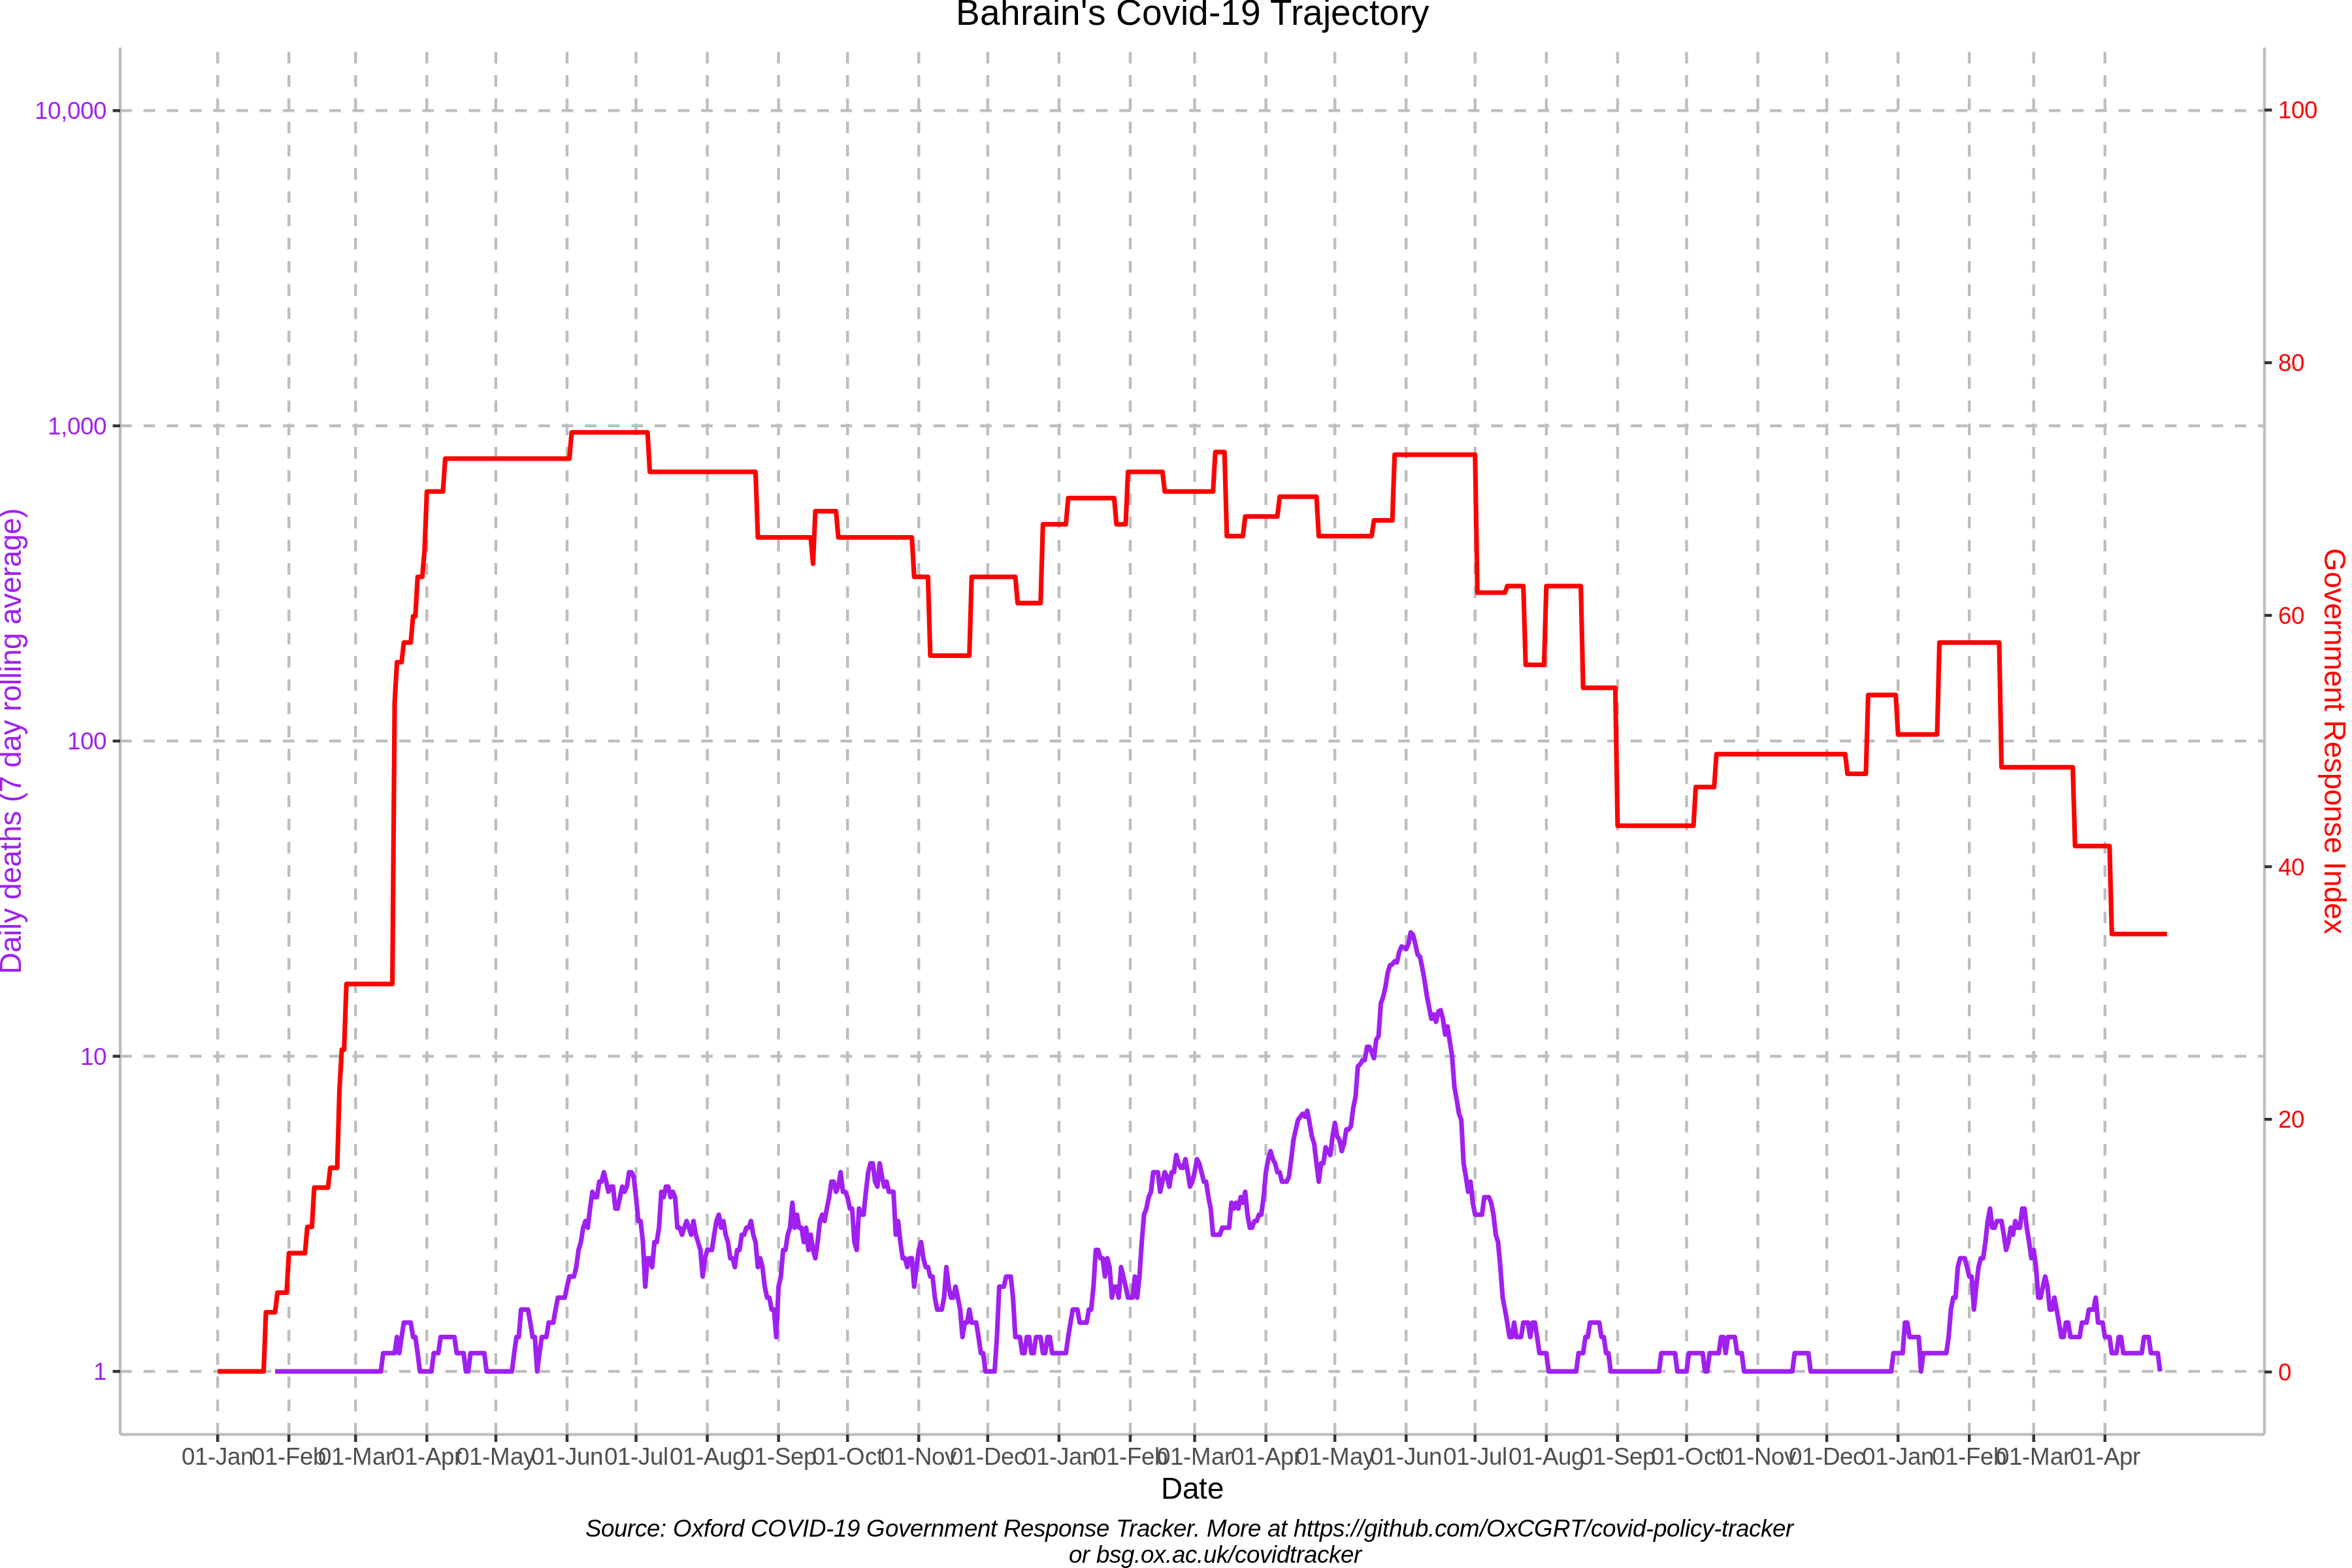 Bahrain's Covid-19 Trajectory
10,000
1,000
100
10
1
Daily deaths (7 day rolling average)
100
80
60
40
20
0
Government Response Index
01-Jan 01-Feb 01-Mar 01-Apr 01-May 01-Jun 01-Jul 01-Aug 01-Sep 01-Oct 01-Nov 01-Dec 01-Jan 01-Feb 01-Mar 01-Apr 01-May 01-Jun 01-Jul 01-Aug 01-Sep 01-Oct 01-Nov 01-Dec 01-Jan 01-Feb 01-Mar 01-Apr
Date
Source: Oxford COVID-19 Government Response Tracker. More at https://github.com/OxCGRT/covid-policy-tracker
or bsg.ox.ac.uk/covidtracker